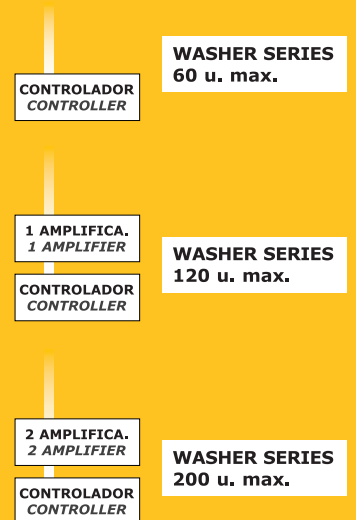 CONTROLADOR
CONTROLLER
WASHER SERIES
60 u. max.
1 AMPLIFICA.
1 AMPLIFIER
CONTROLADOR
CONTROLLER
WASHER SERIES
120 u. max.
2 AMPLIFICA.
2 AMPLIFIER
CONTROLADOR
CONTROLLER
WASHER SERIES
200 u. max.